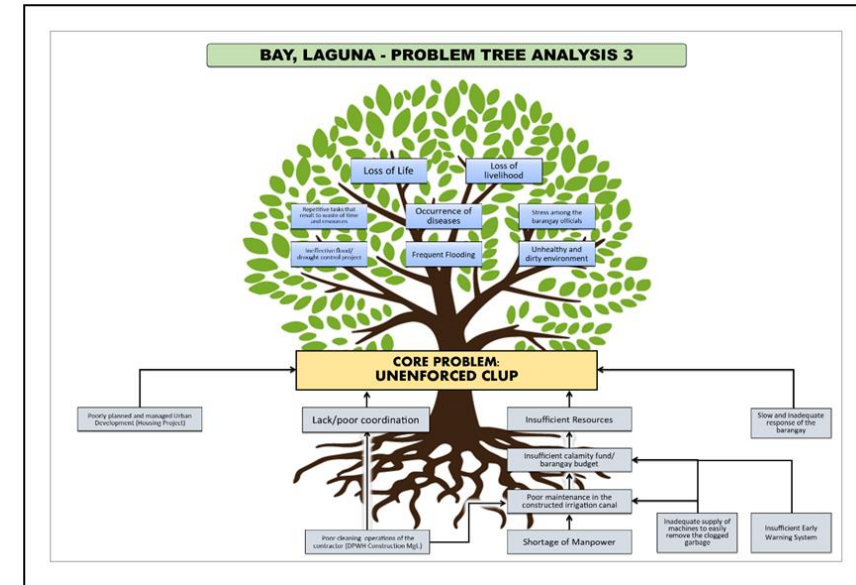 BAY, LAGUNA - PROBLEM TREE ANALYSIS 3
Loss of Life
Loss of
livelihood
Repetitive tasks that
result to waste of time
and resources
Occurrence of
diseases
Stress among the
barangay officials
Ineffective flood/
drought control project
Frequent Flooding
Unhealthy and
dirty environment
CORE PROBLEM:
UNENFORCED CLUP
Poorly planned and managed Urban
Development (Housing Project)
Lack/poor coordination
Insufficient Resources
Slow and inadequate
response of the
barangay
Insufficient calamity fund/
barangay budget
Poor maintenance in the
constructed irrigation canal
Poor cleaning operations of the
contractor (DPWH Construction Mgt.)
Shortage of Manpower
Inadequate supply of
machines to easily
remove the clogged
garbage
Insufficient Early
Warning System